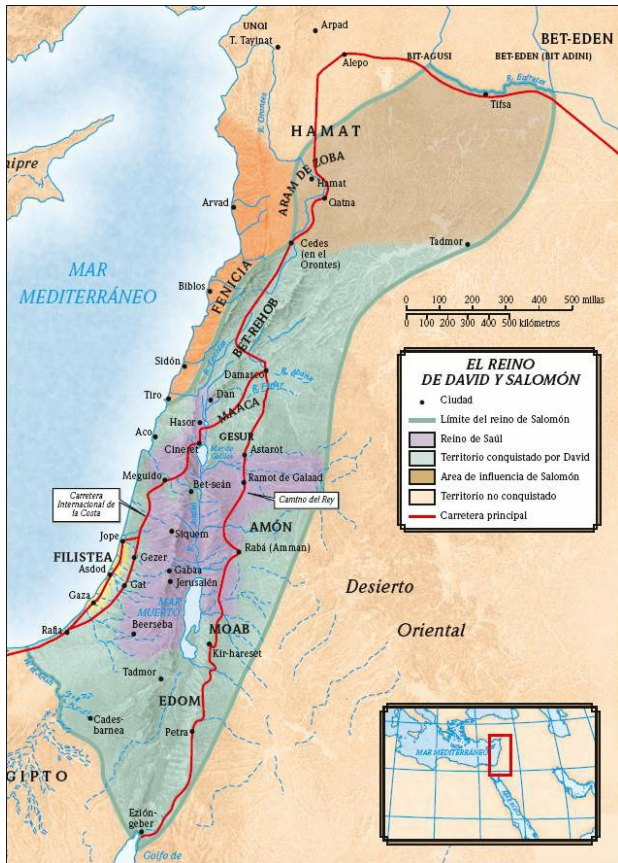 UNQI
Arpad
T. Tayinat
BET-EDEN
BIT-AGUSI
BET-EDEN (BIT ADINI)
Alepo
R. Eufrates
Tifsa
R. Orontes
HAMAT
ARAM DE ZOBA
Hamat
Qatna
Arvad
Cedes
(en el
Orontes)
Tadmor
MAR
MEDITERRÁNEO
Biblos
FENICIA
BET-REHOB
500 millas
0 100 200 300 400 500 kilómetros
Sidón
Damasco
R. Abana
Tiro
Dan
MAACA
Hasor
GESUR
Aco
Cineret
Mar de
Galilea
Astarot
Meguido
Bet-seán
Ramot de Galaad
Carretera
Internacional de
la Costa
Camino del Rey
EL REINO
DE DAVID Y SALOMÓN
Ciudad
Límite del reino de Salomón
Reino de Saúl
Territorio conquistado por David
Area de influencia de Salomón
Territorio no conquistado
Carretera principal
Siquem
AMÓN
Jope
FILISTEA
Gezer
Rabá (Amman)
Asdod
Gabaa
Jerusalén
Gat
Gaza
MAR
MUERTO
Desierto
Oriental
Rafia
Beerseba
MOAB
Kir-hareset
Tadmor
EDOM
Cades-
barnea
Petra
GIPTO
Ezión-
geber
Golfo de
MAR MEDITERRÁNEO